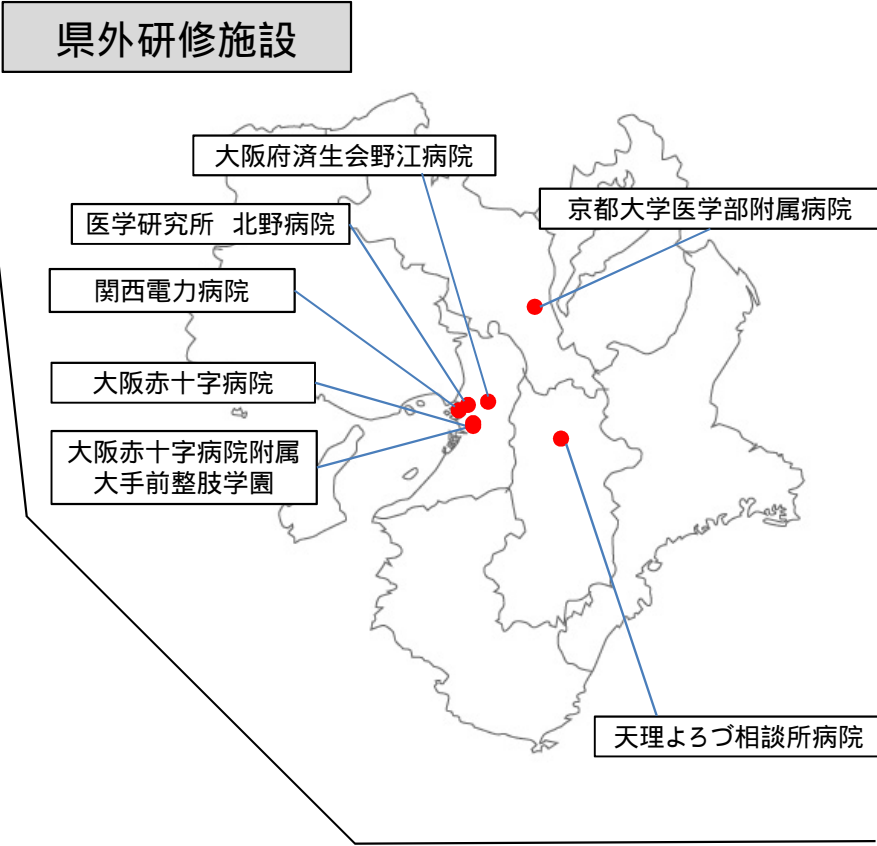 県外研修施設
大阪府済生会野江病院
医学研究所　北野病院
京都大学医学部附属病院
関西電力病院
大阪赤十字病院
大阪赤十字病院附属
大手前整肢学園
天理よろづ相談所病院